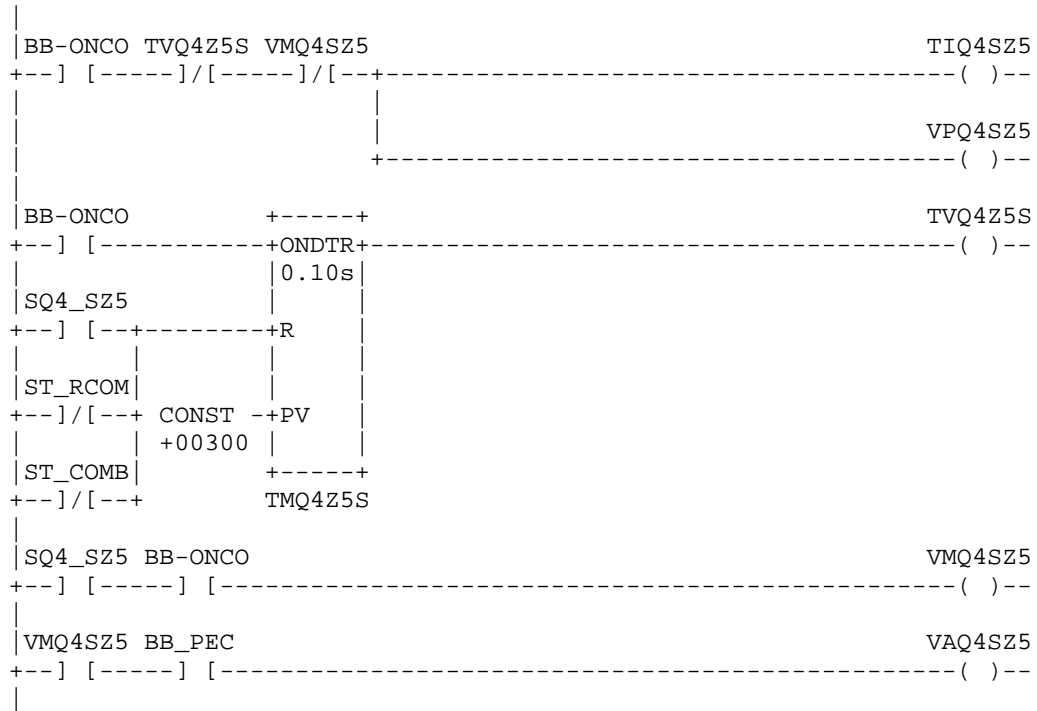 |
|BB-ONCO TVQ4Z5S VMQ4SZ5                                     TIQ4SZ5
+--] [-----]/[-----]/[--+--------------------------------------( )--
|                       |
|                       |                                    VPQ4SZ5
|                       +--------------------------------------( )--
|
|BB-ONCO         +-----+                                     TVQ4Z5S
+--] [-----------+ONDTR+---------------------------------------( )--
|                |0.10s|
|SQ4_SZ5         |     |
+--] [--+--------+R    |
|       |        |     |
|ST_RCOM|        |     |
+--]/[--+ CONST -+PV   |
|       | +00300 |     |
|ST_COMB|        +-----+
+--]/[--+        TMQ4Z5S
|
|SQ4_SZ5 BB-ONCO                                             VMQ4SZ5
+--] [-----] [-------------------------------------------------( )--
|
|VMQ4SZ5 BB_PEC                                              VAQ4SZ5
+--] [-----] [-------------------------------------------------( )--
|